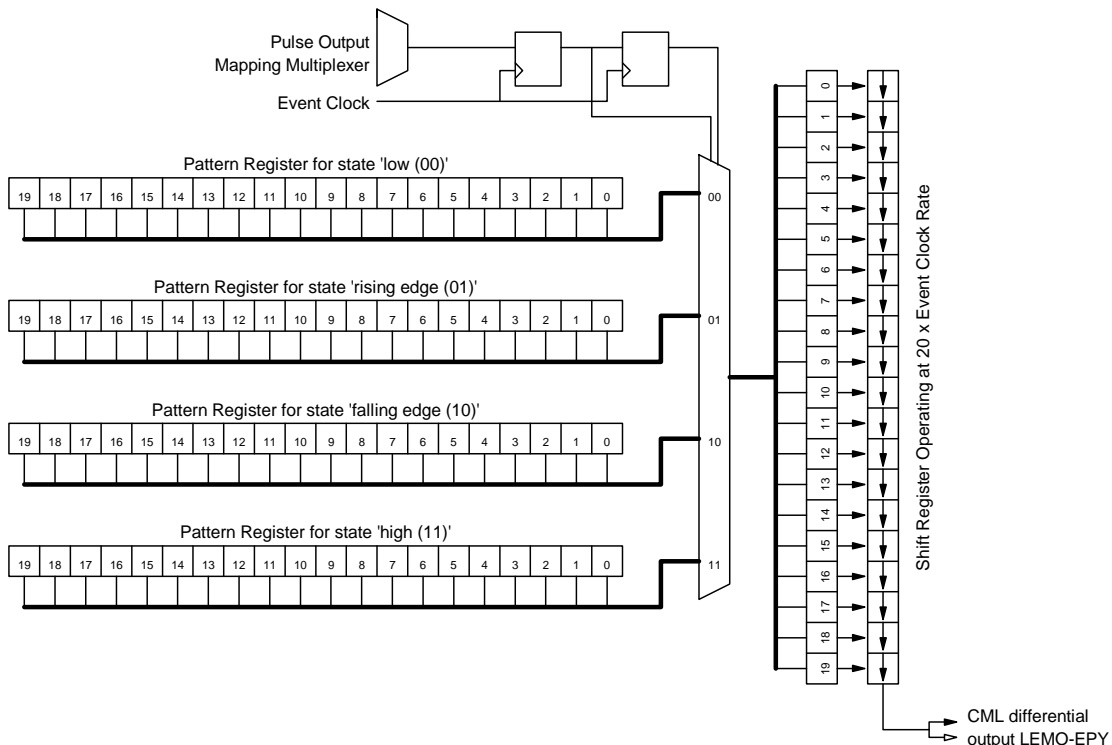 Pulse Output
Mapping Multiplexer
Event Clock
Pattern Register for state 'low (00)'
19 18 17 16 15 14 13 12 11 10 9 8 7 6 5 4 3 2 1 0
00
Pattern Register for state 'rising edge (01)'
19 18 17 16 15 14 13 12 11 10 9 8 7 6 5 4 3 2 1 0
01
Pattern Register for state 'falling edge (10)'
19 18 17 16 15 14 13 12 11 10 9 8 7 6 5 4 3 2 1 0
10
Pattern Register for state 'high (11)'
19 18 17 16 15 14 13 12 11 10 9 8 7 6 5 4 3 2 1 0
11
0
1
2
3
4
5
6
7
8
9
10
11
12
13
14
15
16
17
18
19
Shift Register Operating at 20 x Event Clock Rate
CML differential
output LEMO-EPY